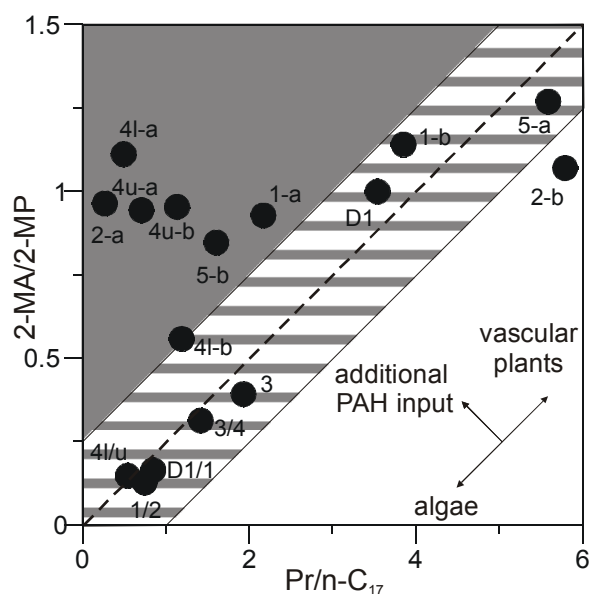 1.5
4l-a
1-b
5-a
4u-a
1-a
1
2-a
4u-b
D1
2-b
5-b
2-MA/2-MP
vascular
plants
4l-b
0.5
additional
PAH input
3
3/4
4l/u
D1/1
1/2
algae
0
0
2
4
6
Pr/n-C₁₇